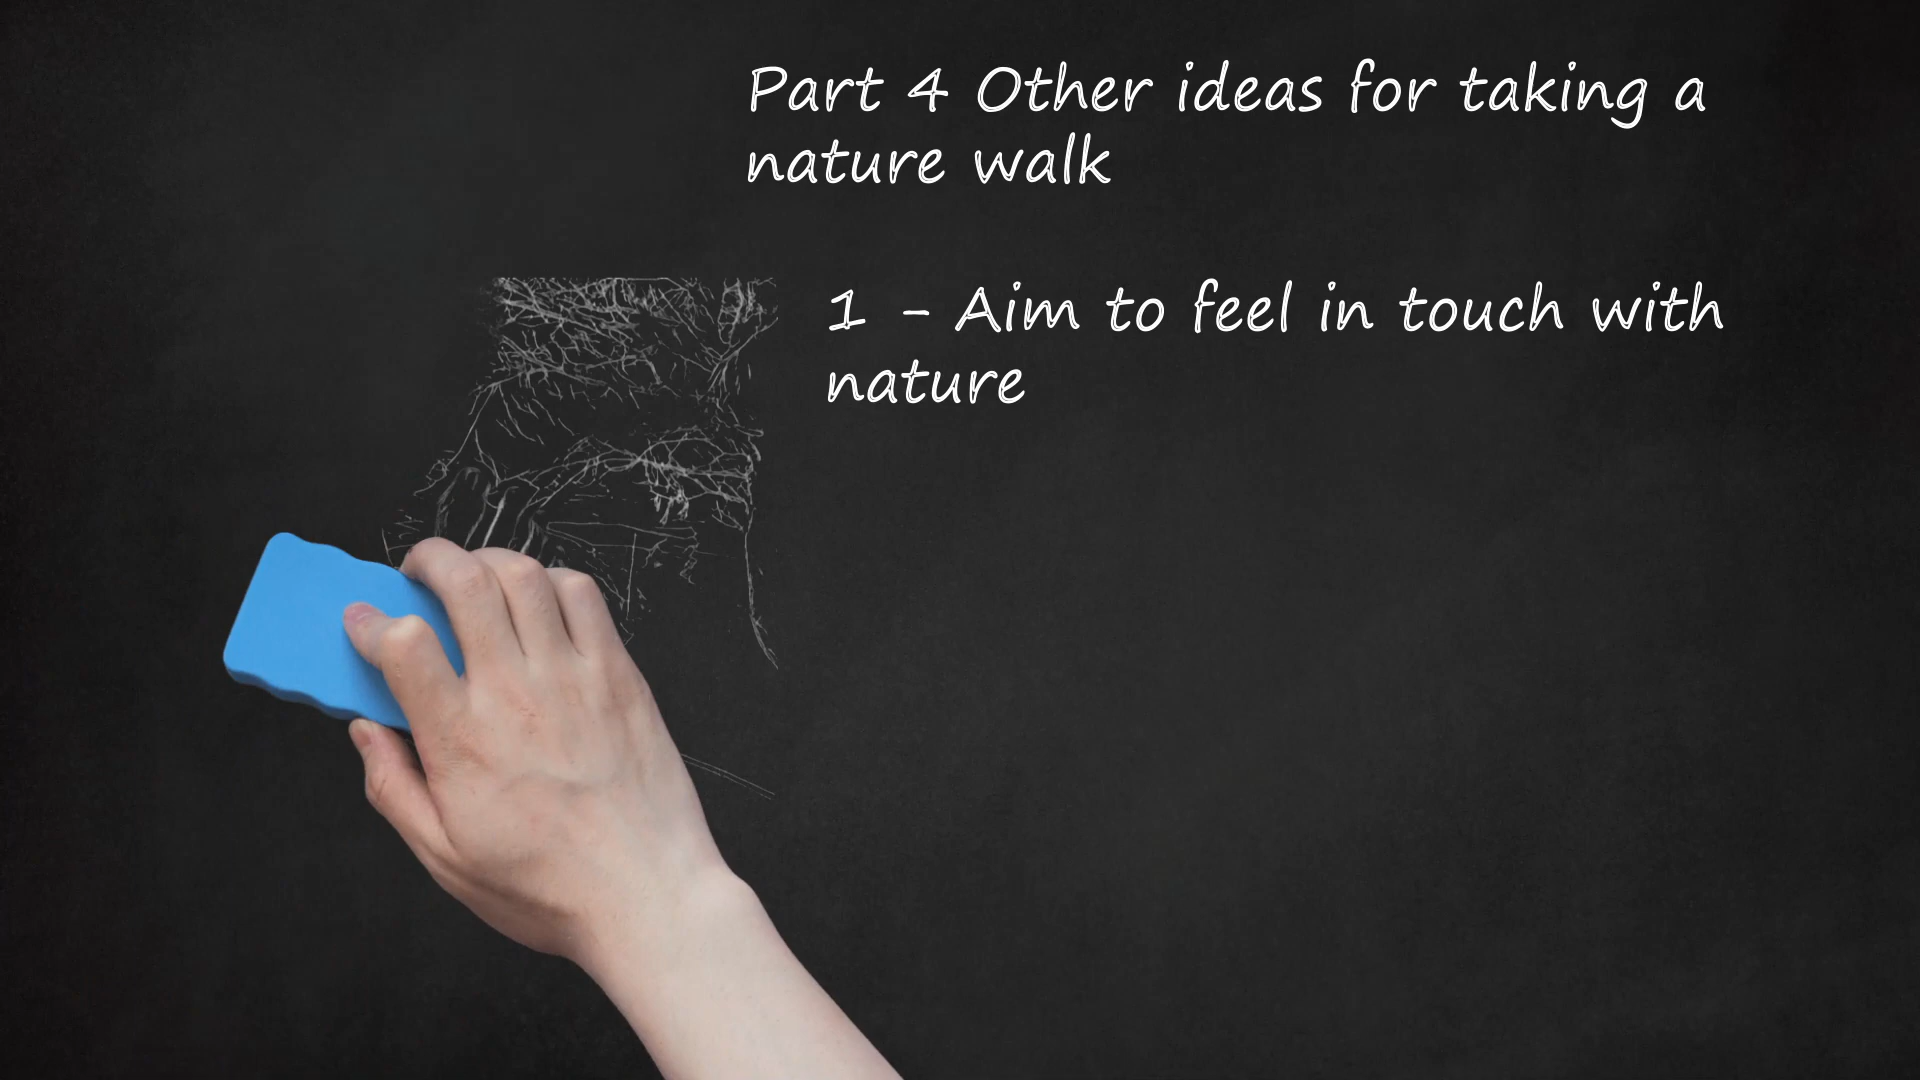 Part 4 Other ideas for taking a
nature walk
1 - Aim to feel in touch with
nature